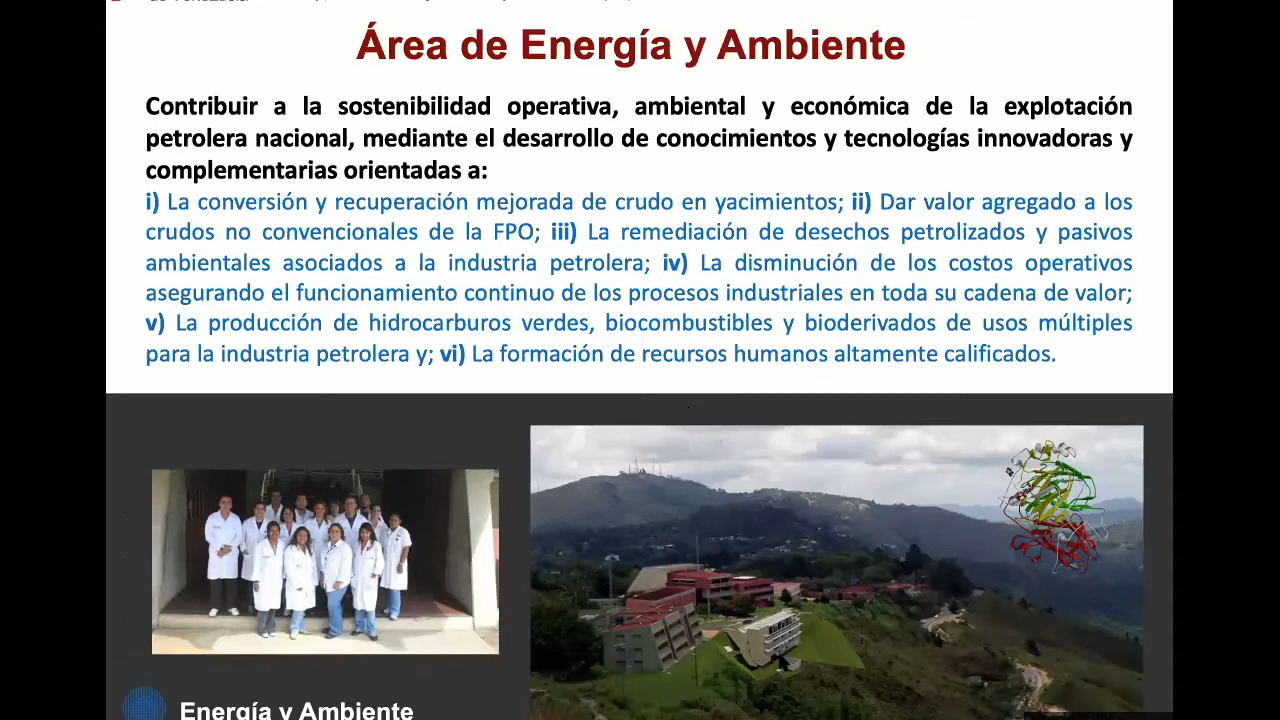 Área de Energía y Ambiente
Contribuir a la sostenibilidad operativa, ambiental y económica de la explotación
petrolera nacional, mediante el desarrollo de conocimientos y tecnologías innovadoras y
complementarias orientadas a:
i) La conversión y recuperación mejorada de crudo en yacimientos; ii) Dar valor agregado a los
crudos no convencionales de la FPO; iii) La remediación de desechos petrolizados y pasivos
ambientales asociados a la industria petrolera; iv) La disminución de los costos operativos
asegurando el funcionamiento continuo de los procesos industriales en toda su cadena de valor;
v) La producción de hidrocarburos verdes, biocombustibles y bioderivados de usos múltiples
para la industria petrolera y; vi) La formación de recursos humanos altamente calificados.
Energía y Ambiente